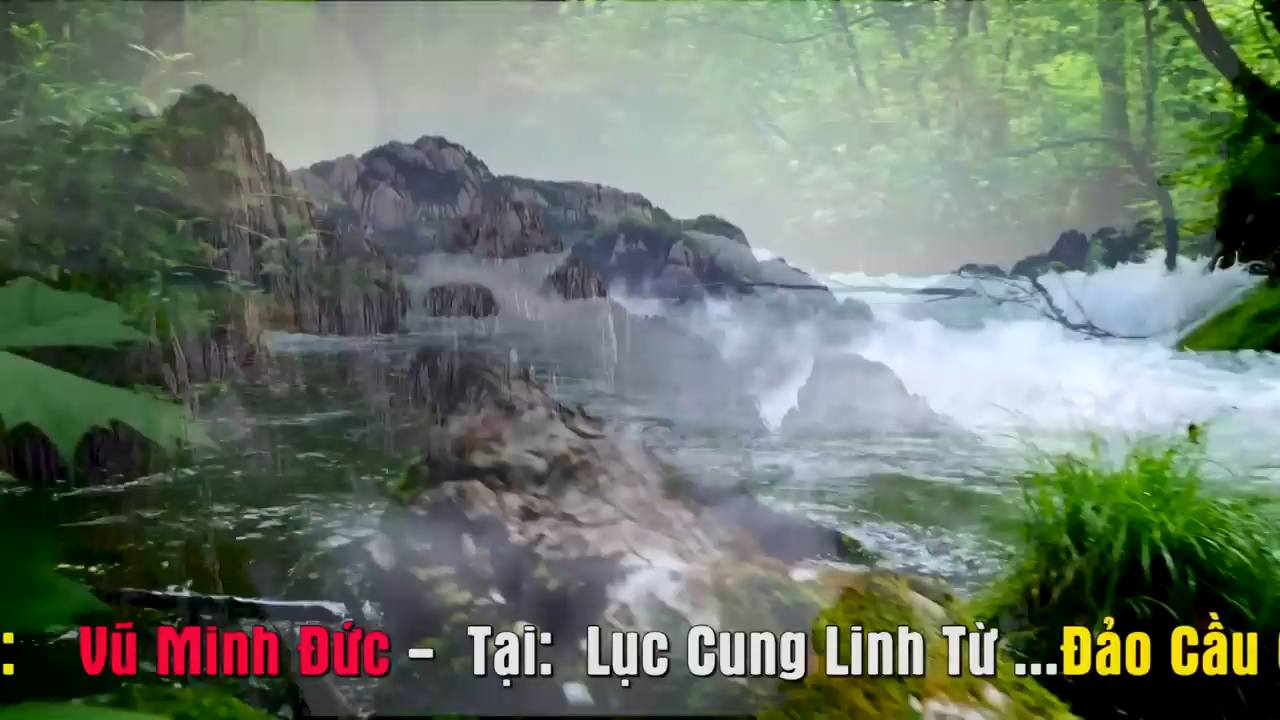 : Vũ Minh Đức – Tại: Lục Cung Linh Từ ...Đảo Cầu